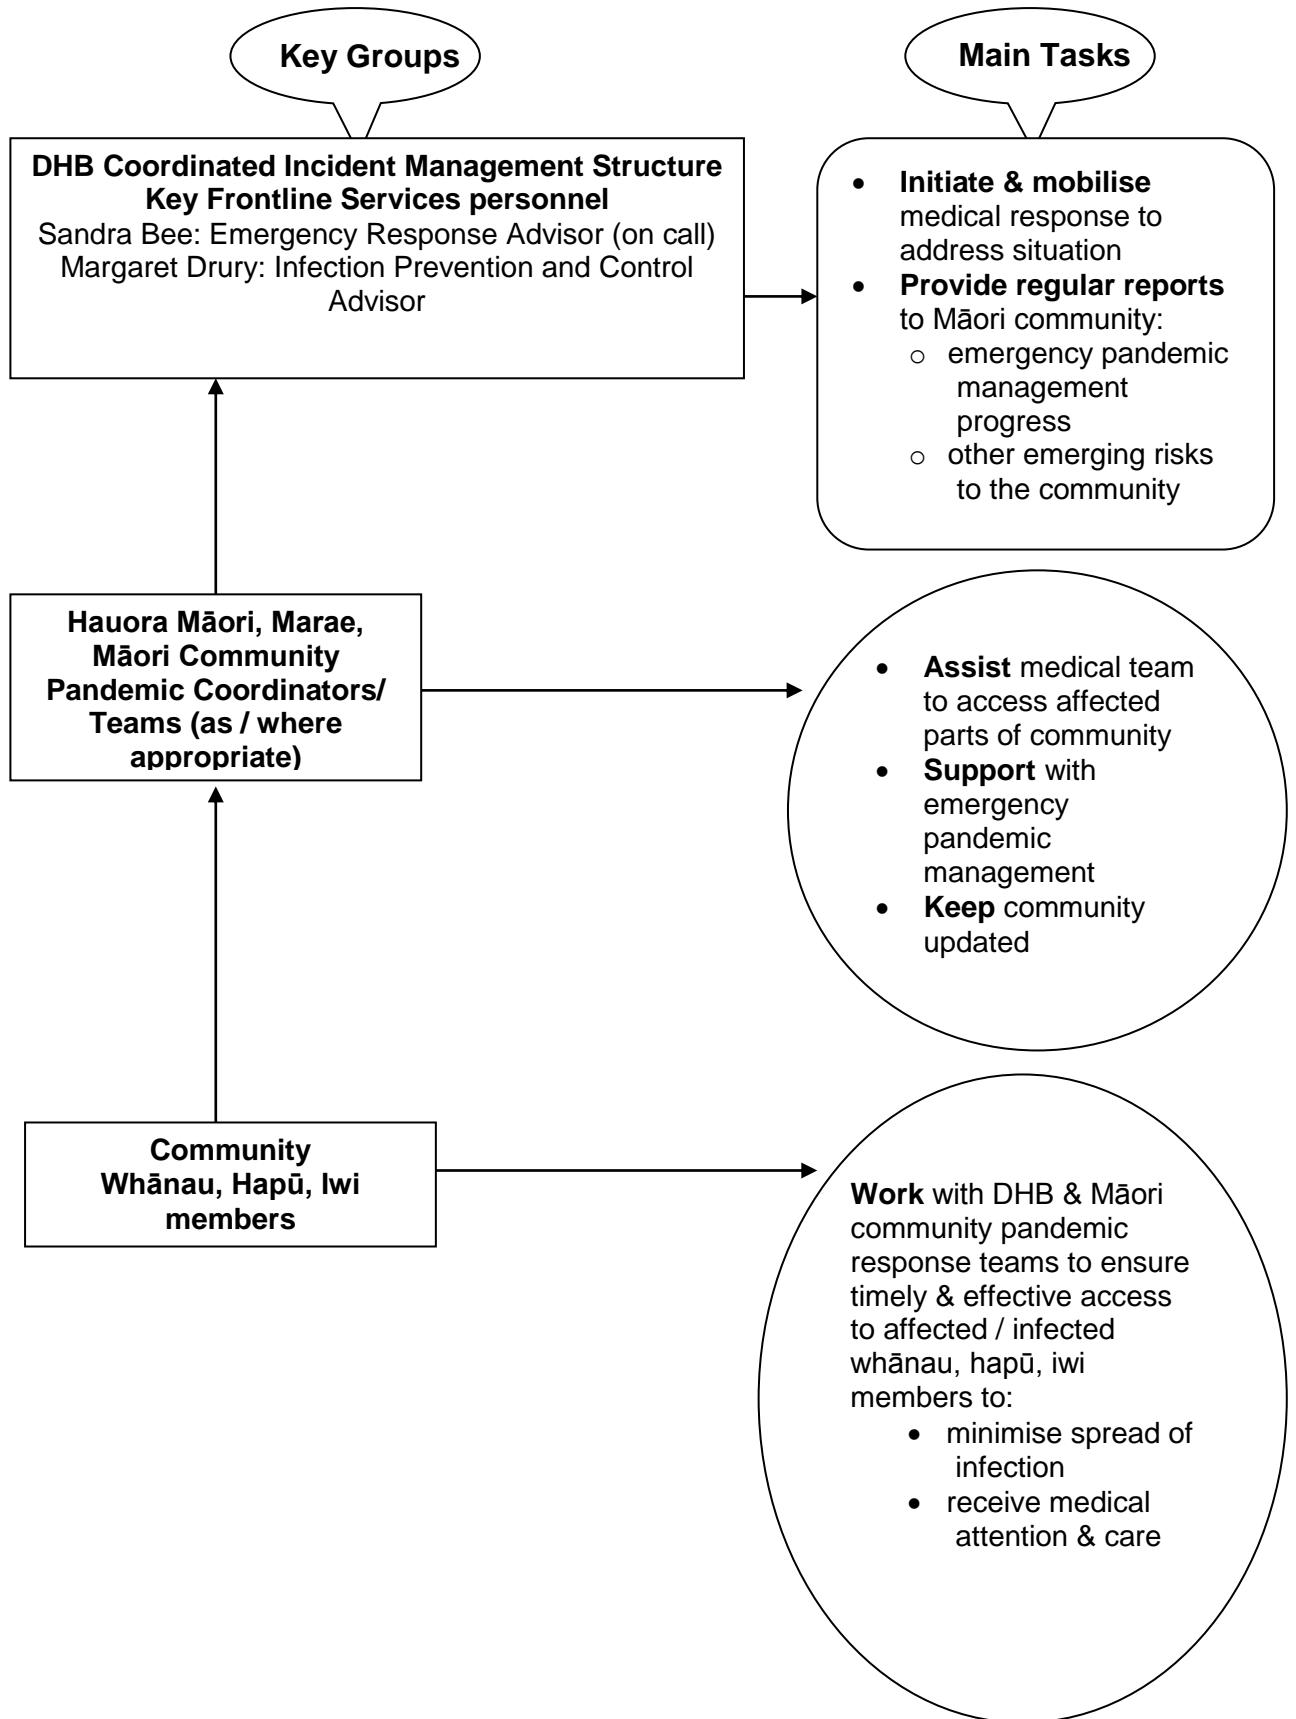 Key Groups
Main Tasks
DHB Coordinated Incident Management Structure
Key Frontline Services personnel
Sandra Bee: Emergency Response Advisor (on call)
Margaret Drury: Infection Prevention and Control
Advisor
• Initiate & mobilise
medical response to
address situation
• Provide regular reports
to Māori community:
o emergency pandemic
management
progress
o other emerging risks
to the community
Hauora Māori, Marae,
Māori Community
Pandemic Coordinators/
Teams (as / where
appropriate)
• Assist medical team
to access affected
parts of community
• Support with
emergency
pandemic
management
• Keep community
updated
Community
Whānau, Hapū, Iwi
members
Work with DHB & Māori
community pandemic
response teams to ensure
timely & effective access
to affected / infected
whānau, hapū, iwi
members to:
• minimise spread of
infection
• receive medical
attention & care